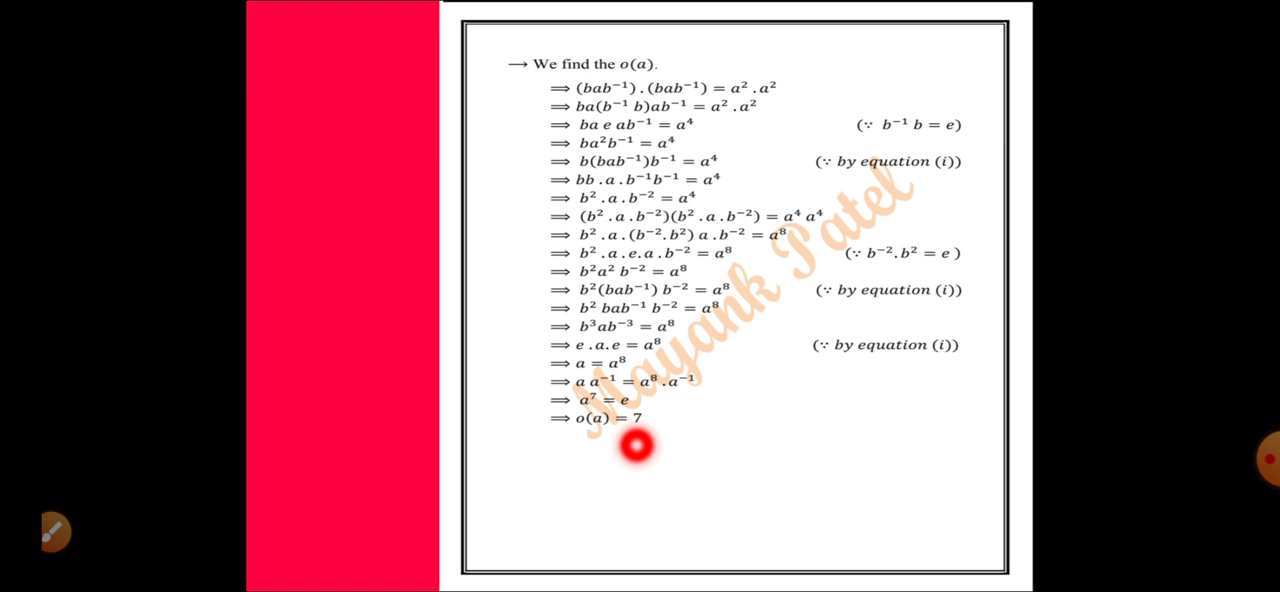 → We find the o(a).
⟹ (bab⁻¹) . (bab⁻¹) = a² . a²
⟹ ba(b⁻¹ b)ab⁻¹ = a² . a²
⟹ ba e ab⁻¹ = a⁴ (∵ b⁻¹ b = e)
⟹ ba²b⁻¹ = a⁴
⟹ b(bab⁻¹)b⁻¹ = a⁴ (∵ by equation (i))
⟹ bb . a . b⁻¹b⁻¹ = a⁴
⟹ b² . a . b⁻² = a⁴
⟹ (b² . a . b⁻²)(b² . a . b⁻²) = a⁴ a⁴
⟹ b² . a . (b⁻². b²) a . b⁻² = a⁸
⟹ b² . a . e . a . b⁻² = a⁸ (∵ b⁻². b² = e )
⟹ b²a² b⁻² = a⁸
⟹ b²(bab⁻¹) b⁻² = a⁸ (∵ by equation (i))
⟹ b² bab⁻¹ b⁻² = a⁸
⟹ b³ab⁻³ = a⁸
⟹ e . a . e = a⁸ (∵ by equation (i))
⟹ a = a⁸
⟹ a a⁻¹ = a⁸ . a⁻¹
⟹ a⁷ = e
⟹ o(a) = 7
Mayank Patel